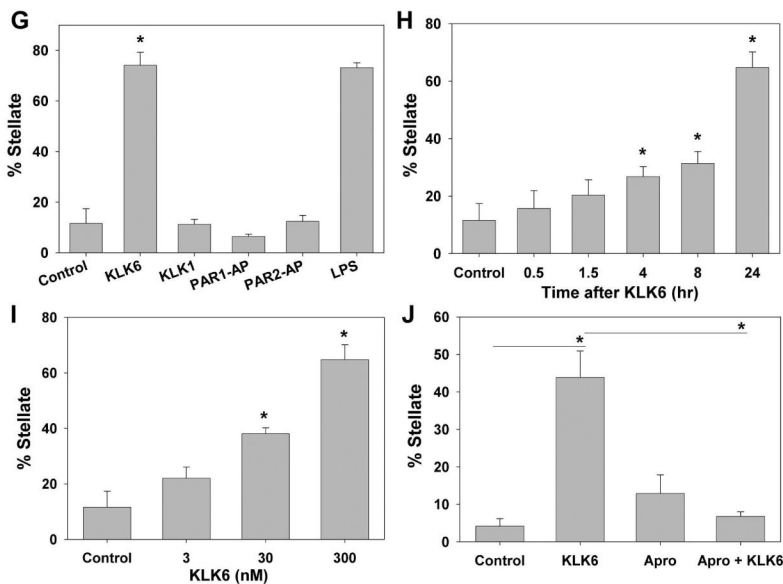 G
% Stellate
80
60
40
20
0
*
Control KLK6 KLK1 PAR1-AP PAR2-AP LPS
H
% Stellate
80
60
40
20
0
* * *
Control 0.5 1.5 4 8 24
Time after KLK6 (hr)
I
% Stellate
80
60
40
20
0
* *
Control 3 30 300
KLK6 (nM)
J
% Stellate
60
50
40
30
20
10
0
* *
Control KLK6 Apro Apro + KLK6